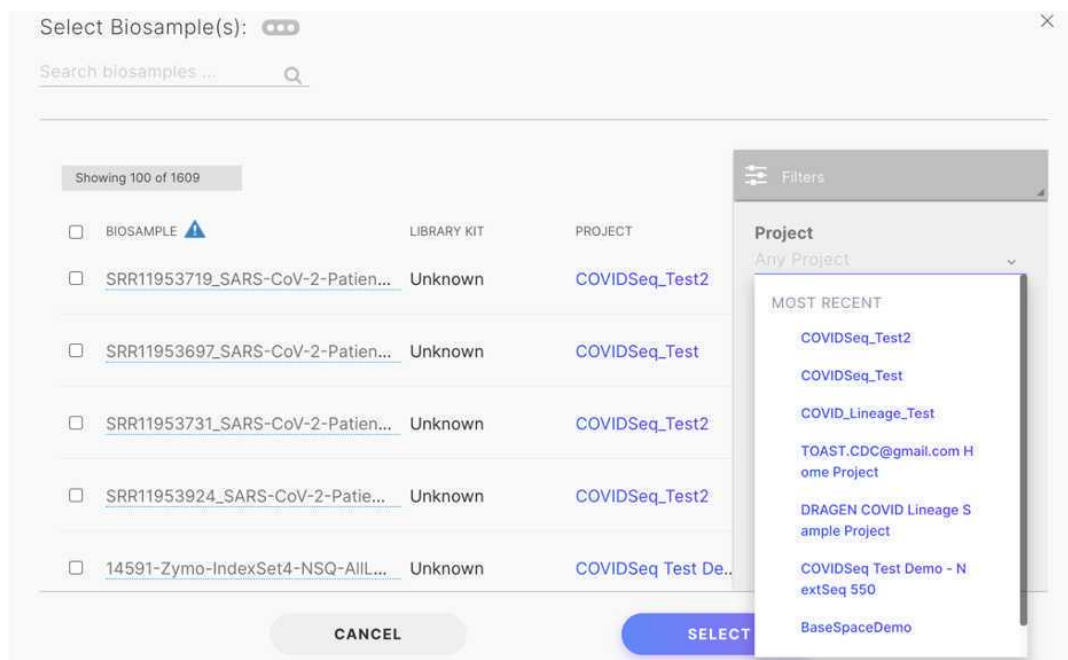 Select Biosample(s):
Search biosamples ...
Showing 100 of 1609
Filters
BIOSAMPLE LIBRARY KIT PROJECT
SRR11953719_SARS-CoV-2-Patien... Unknown COVIDSeq_Test2
SRR11953697_SARS-CoV-2-Patien... Unknown COVIDSeq_Test
SRR11953731_SARS-CoV-2-Patien... Unknown COVIDSeq_Test2
SRR11953924_SARS-CoV-2-Patie... Unknown COVIDSeq_Test2
14591-Zymo-IndexSet4-NSQ-AllL... Unknown COVIDSeq Test De..
Project
Any Project
MOST RECENT
COVIDSeq_Test2
COVIDSeq_Test
COVID_Lineage_Test
TOAST.CDC@gmail.com H
ome Project
DRAGEN COVID Lineage S
ample Project
COVIDSeq Test Demo - N
extSeq 550
BaseSpaceDemo
CANCEL
SELECT